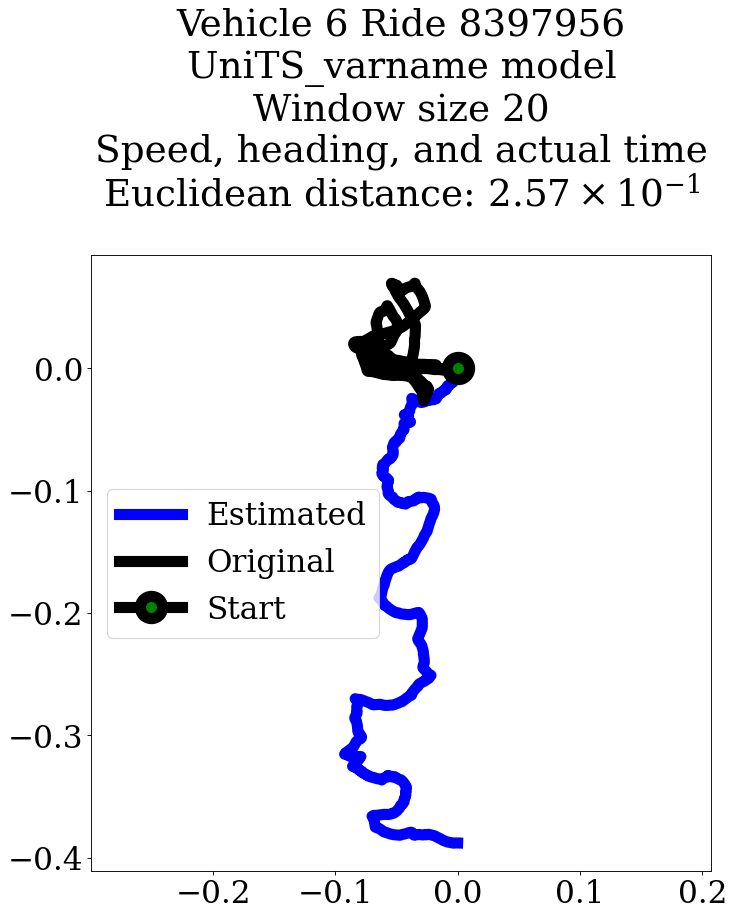 Vehicle 6 Ride 8397956
UniTS_varname model
Window size 20
Speed, heading, and actual time
Euclidean distance: 2.57 × 10⁻¹
0.0
−0.1
−0.2
−0.3
−0.4
Estimated
Original
Start
−0.2 −0.1 0.0 0.1 0.2